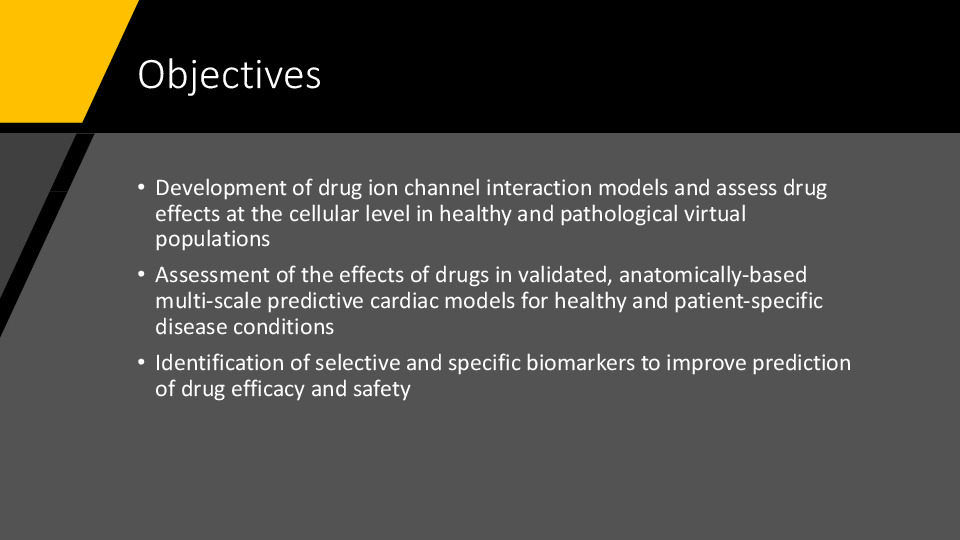 Objectives
• Development of drug ion channel interaction models and assess drug
effects at the cellular level in healthy and pathological virtual
populations
• Assessment of the effects of drugs in validated, anatomically-based
multi-scale predictive cardiac models for healthy and patient-specific
disease conditions
• Identification of selective and specific biomarkers to improve prediction
of drug efficacy and safety